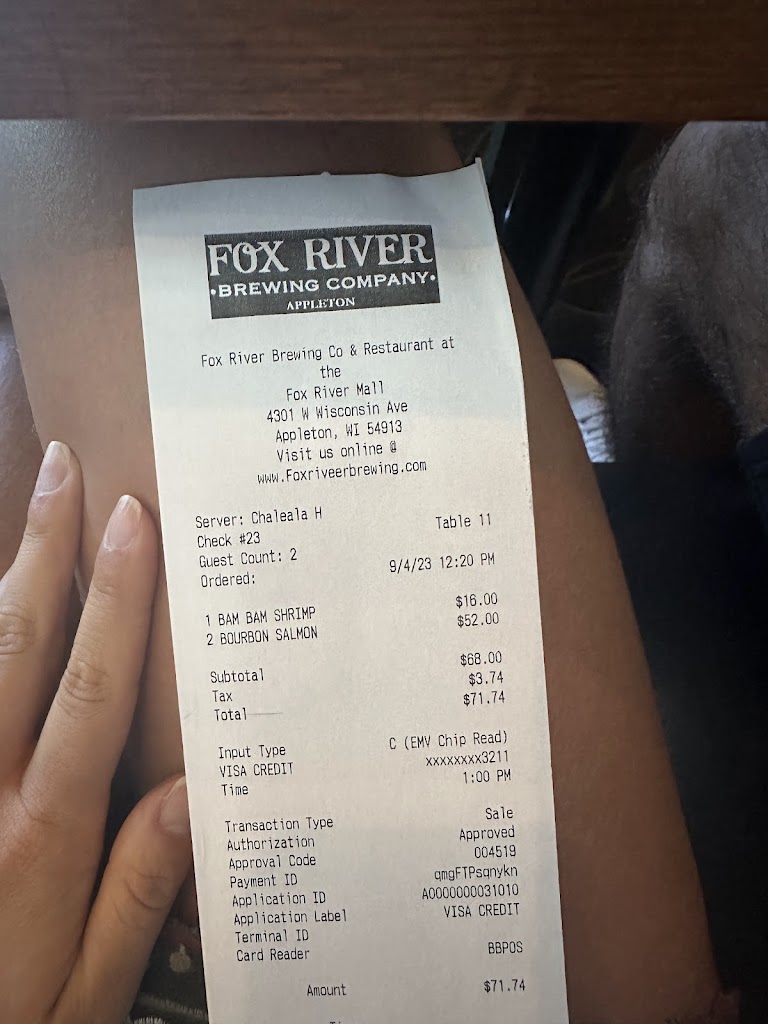 FOX RIVER
•BREWING COMPANY•
APPLETON
Fox River Brewing Co & Restaurant at
the
Fox River Mall
4301 W Wisconsin Ave
Appleton, WI 54913
Visit us online @
www.Foxriveerbrewing.com
Server: Chaleala H
Check #23 Table 11
Guest Count: 2
Ordered: 9/4/23 12:20 PM
1 BAM BAM SHRIMP $16.00
2 BOURBON SALMON $52.00
Subtotal $68.00
Tax $3.74
Total $71.74
Input Type C (EMV Chip Read)
VISA CREDIT xxxxxxxx3211
Time 1:00 PM
Transaction Type Sale
Authorization Approved
Approval Code 004519
Payment ID qmgFTPsqnykn
Application ID A0000000031010
Application Label VISA CREDIT
Terminal ID
Card Reader BBPOS
Amount $71.74